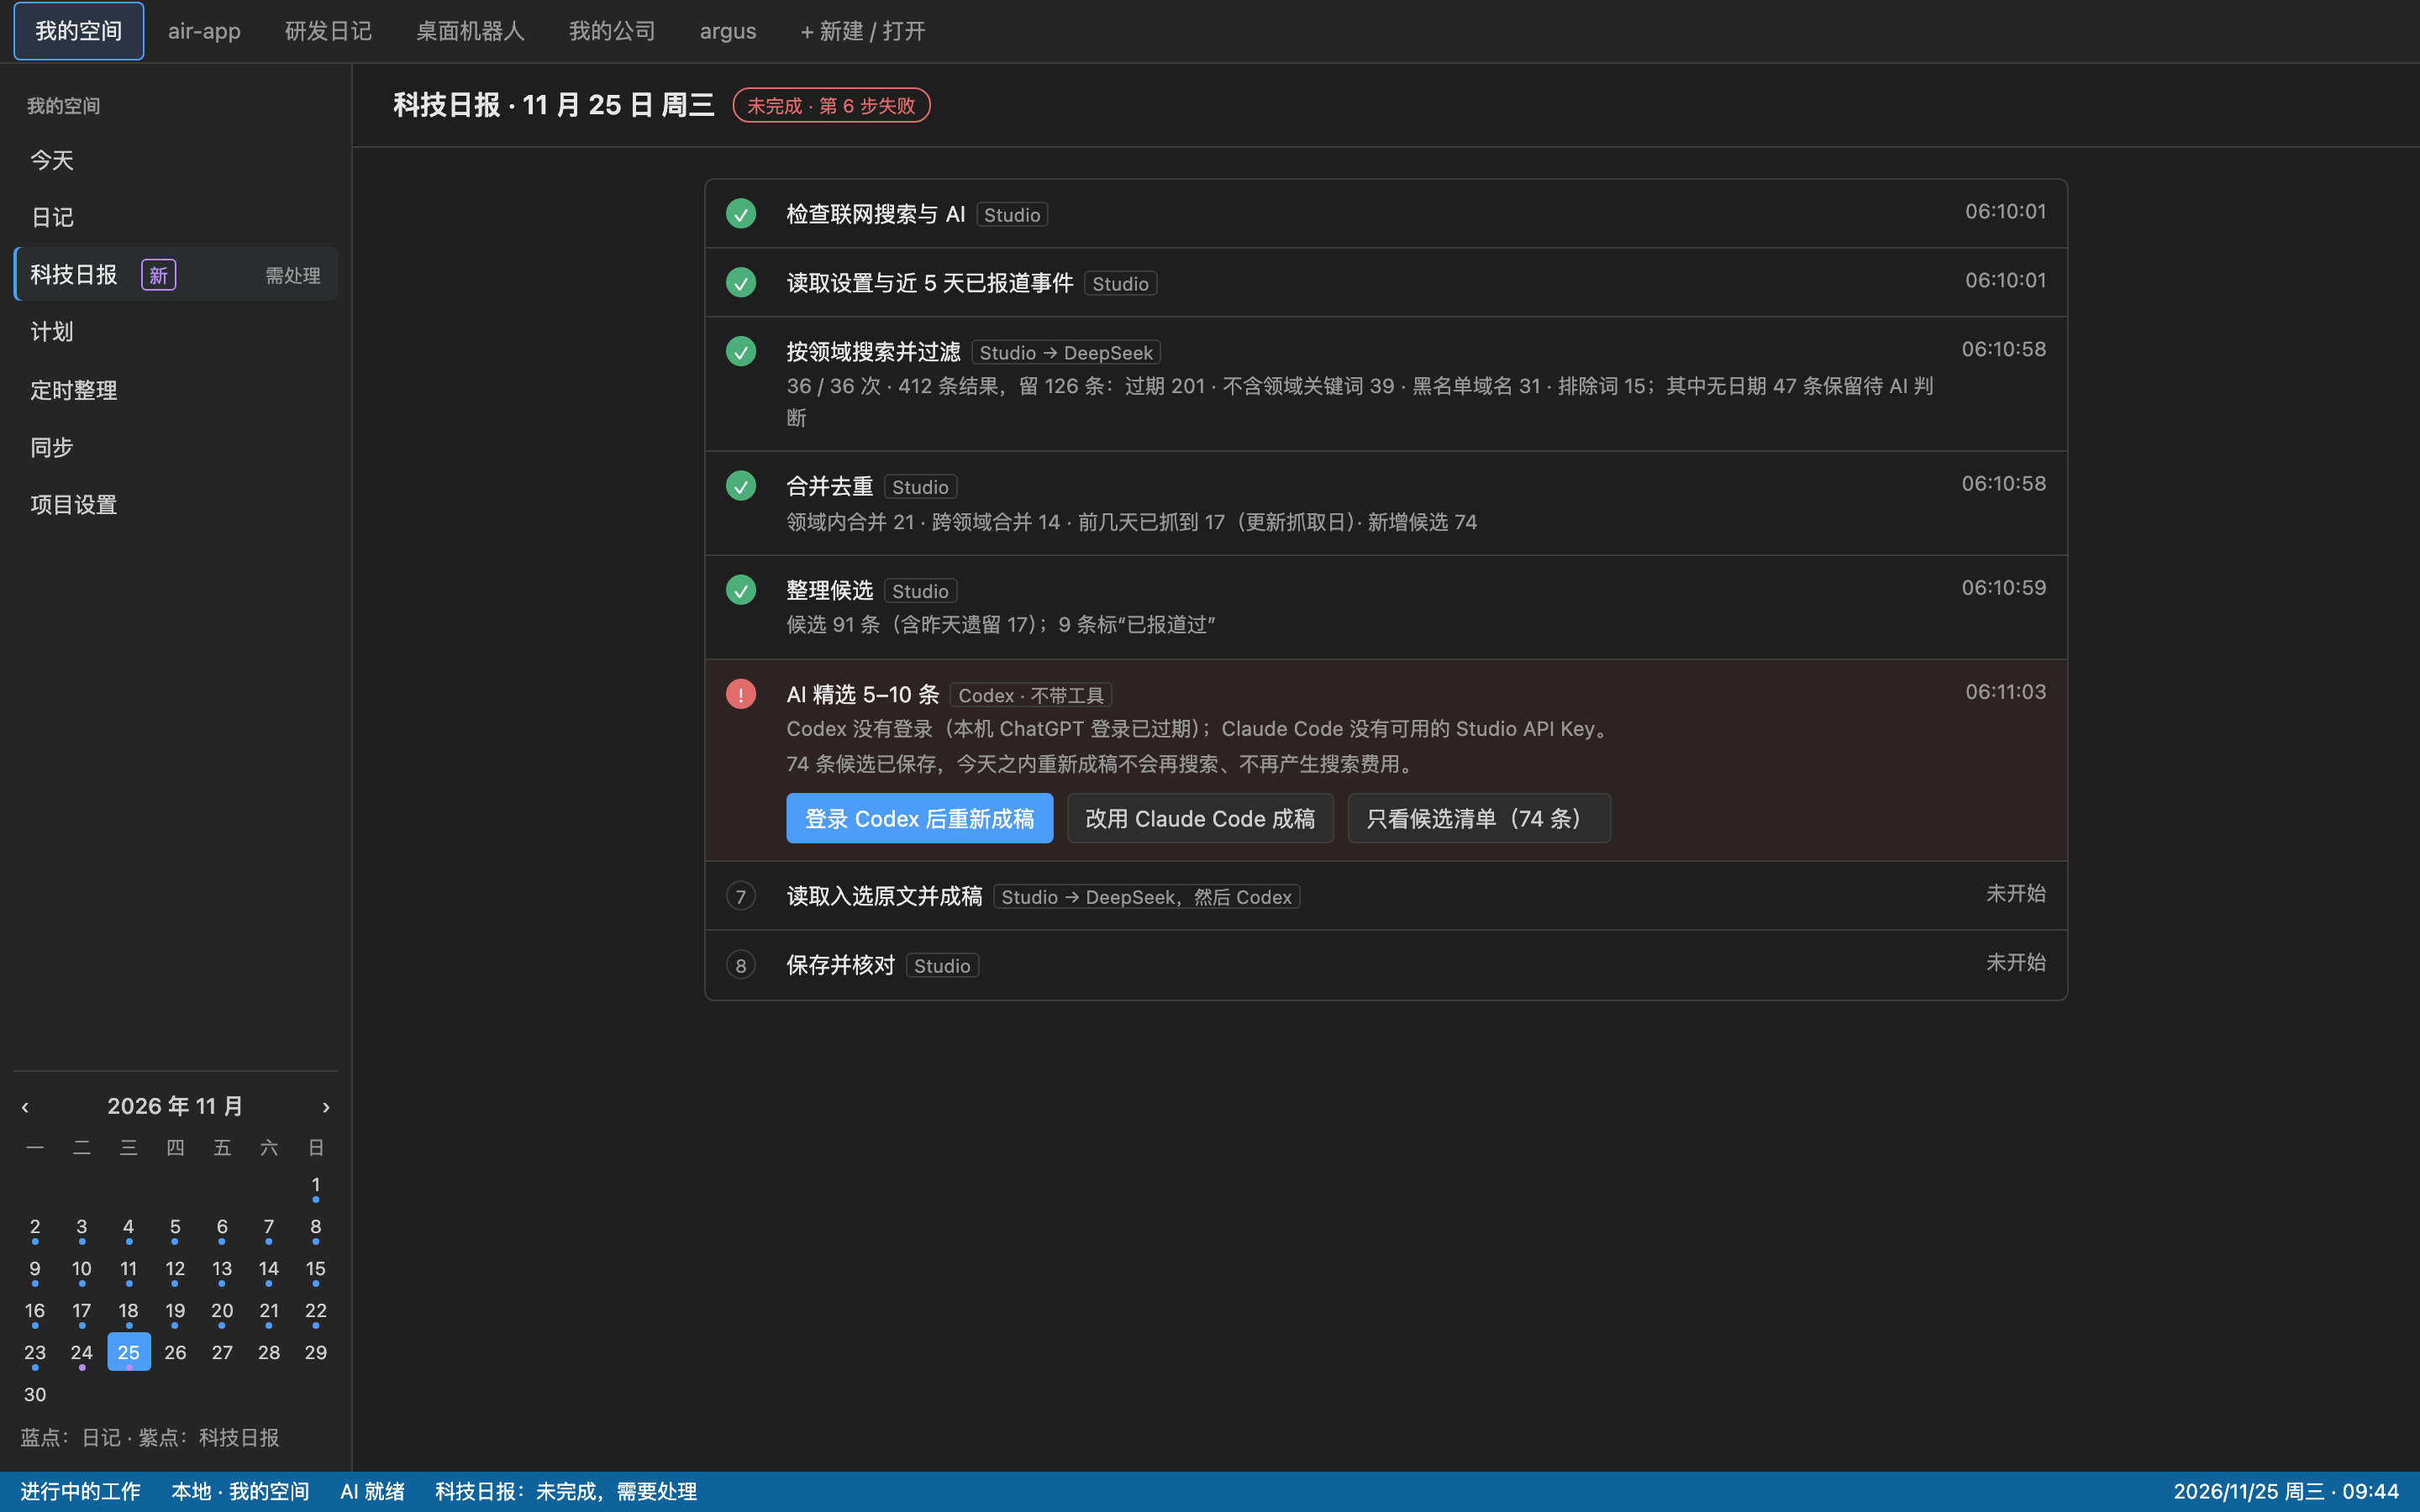 我的空间 air-app 研发日记 桌面机器人 我的公司 argus + 新建 / 打开
我的空间
今天
日记
科技日报 新 需处理
计划
定时整理
同步
项目设置
科技日报 · 11 月 25 日 周三 未完成 · 第 6 步失败
检查联网搜索与 AI Studio 06:10:01
读取设置与近 5 天已报道事件 Studio 06:10:01
按领域搜索并过滤 Studio → DeepSeek 06:10:58
36 / 36 次 · 412 条结果，留 126 条：过期 201 · 不含领域关键词 39 · 黑名单域名 31 · 排除词 15；其中无日期 47 条保留待 AI 判
断
合并去重 Studio 06:10:58
领域内合并 21 · 跨领域合并 14 · 前几天已抓到 17（更新抓取日）· 新增候选 74
整理候选 Studio 06:10:59
候选 91 条（含昨天遗留 17）；9 条标“已报道过”
! AI 精选 5–10 条 Codex · 不带工具 06:11:03
Codex 没有登录（本机 ChatGPT 登录已过期）；Claude Code 没有可用的 Studio API Key。
74 条候选已保存，今天之内重新成稿不会再搜索、不再产生搜索费用。
登录 Codex 后重新成稿 改用 Claude Code 成稿 只看候选清单（74 条）
7 读取入选原文并成稿 Studio → DeepSeek，然后 Codex 未开始
8 保存并核对 Studio 未开始
‹ 2026 年 11 月 ›
一 二 三 四 五 六 日
1
2 3 4 5 6 7 8
9 10 11 12 13 14 15
16 17 18 19 20 21 22
23 24 25 26 27 28 29
30
蓝点：日记 · 紫点：科技日报
进行中的工作 本地 · 我的空间 AI 就绪 科技日报：未完成，需要处理 2026/11/25 周三 · 09:44